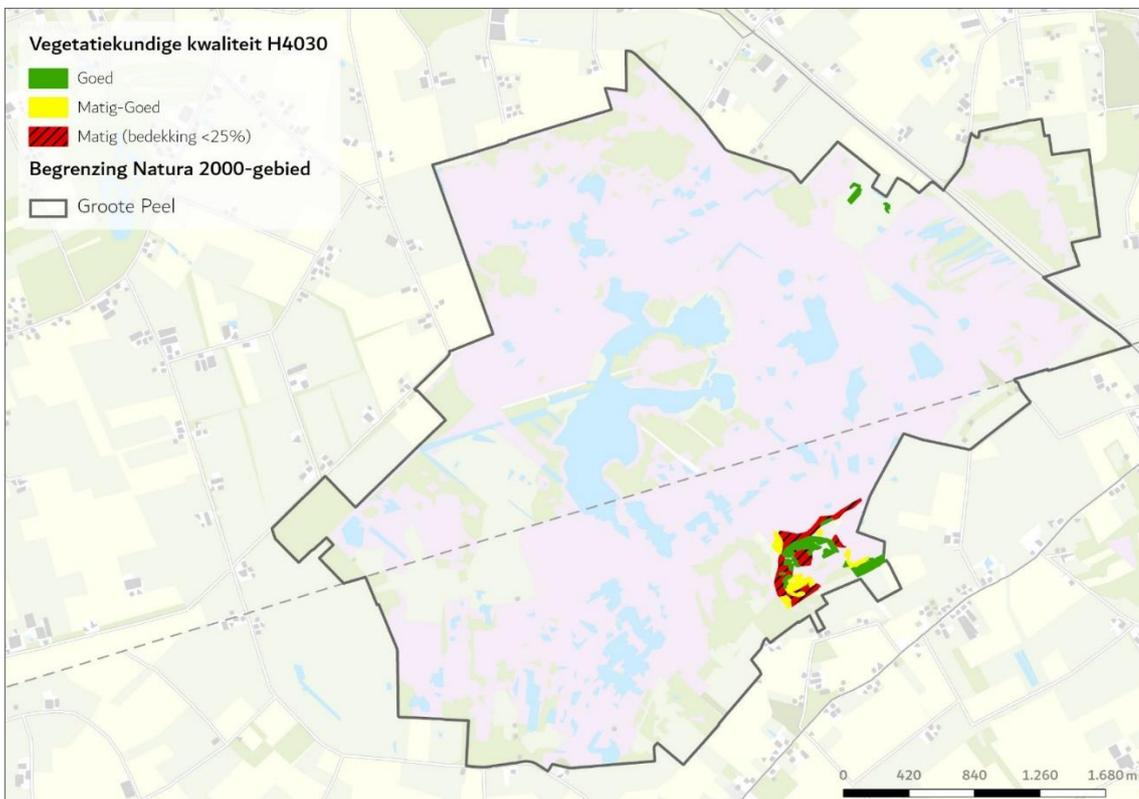 Vegetatiekundige kwaliteit H4030
Goed
Matig-Goed
Matig (bedekking <25%)
Begrenzing Natura 2000-gebied
Groote Peel
0 420 840 1.260 1.680 m